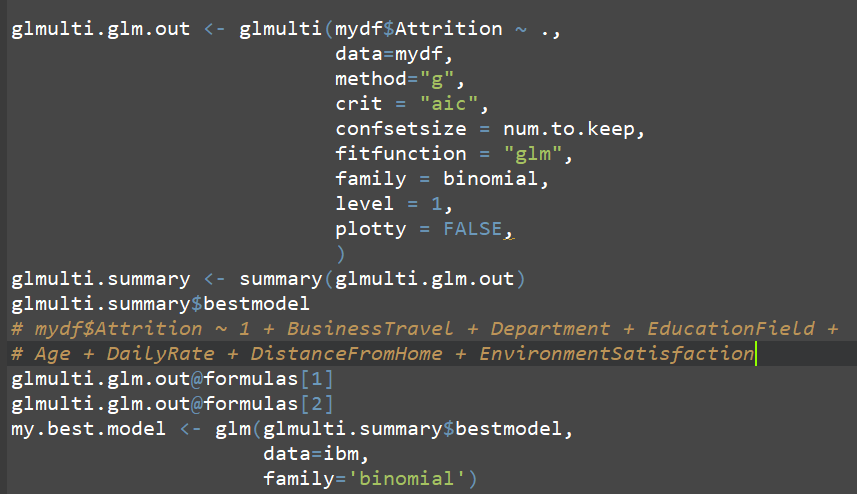 glmulti.glm.out <- glmulti(mydf$Attrition ~ .,
data=mydf,
method="g",
crit = "aic",
confsetsize = num.to.keep,
fitfunction = "glm",
family = binomial,
level = 1,
plotty = FALSE,
)
glmulti.summary <- summary(glmulti.glm.out)
glmulti.summary$bestmodel
# mydf$Attrition ~ 1 + BusinessTravel + Department + EducationField +
# Age + DailyRate + DistanceFromHome + EnvironmentSatisfaction
glmulti.glm.out@formulas[1]
glmulti.glm.out@formulas[2]
my.best.model <- glm(glmulti.summary$bestmodel,
data=ibm,
family='binomial')